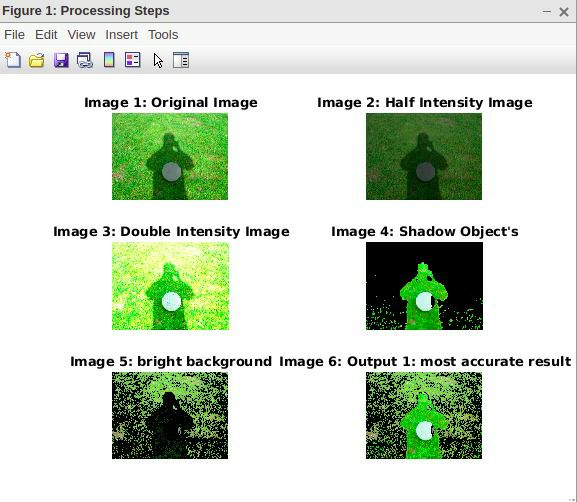 Figure 1: Processing Steps
File Edit View Insert Tools
Image 1: Original Image
Image 2: Half Intensity Image
Image 3: Double Intensity Image
Image 4: Shadow Object's
Image 5: bright background
Image 6: Output 1: most accurate result